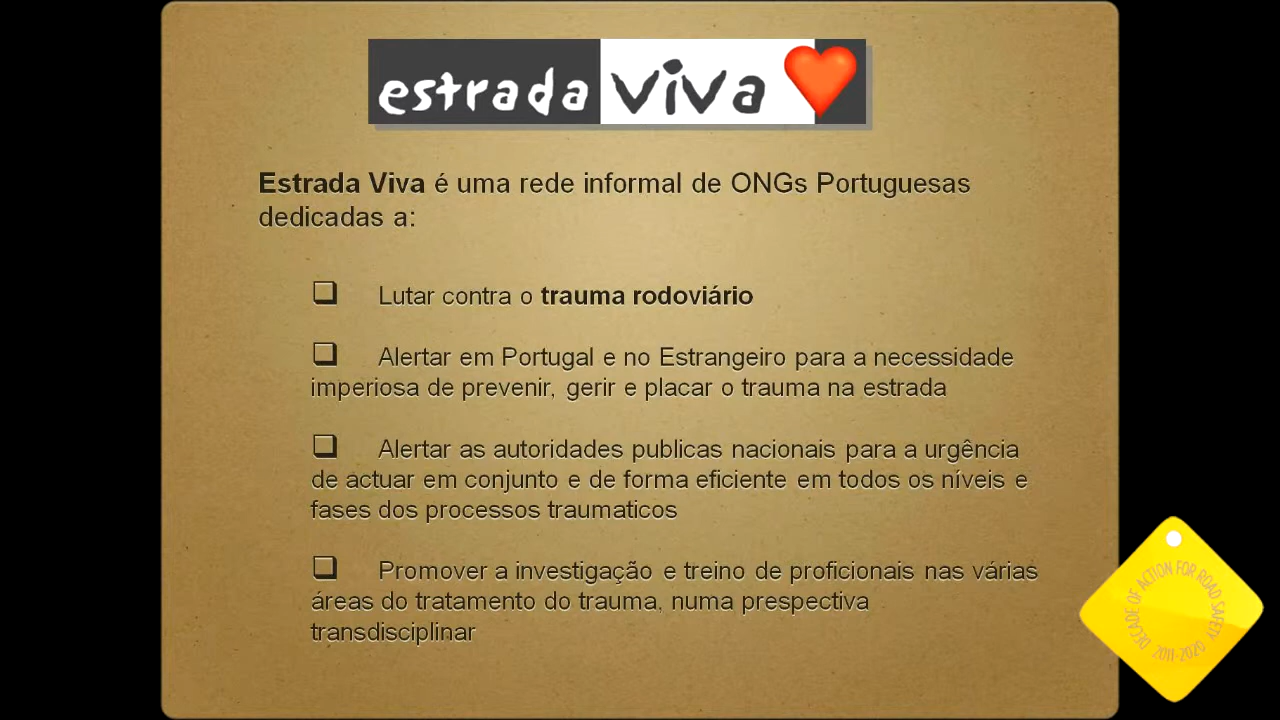 estrada viva
Estrada Viva é uma rede informal de ONGs Portuguesas
dedicadas a:
Lutar contra o trauma rodoviário
Alertar em Portugal e no Estrangeiro para a necessidade
imperiosa de prevenir, gerir e placar o trauma na estrada
Alertar as autoridades publicas nacionais para a urgência
de actuar em conjunto e de forma eficiente em todos os níveis e
fases dos processos traumaticos
Promover a investigação e treino de proficionais nas várias
áreas do tratamento do trauma, numa prespectiva
transdisciplinar
DECADE OF ACTION FOR ROAD SAFETY 2011-2020